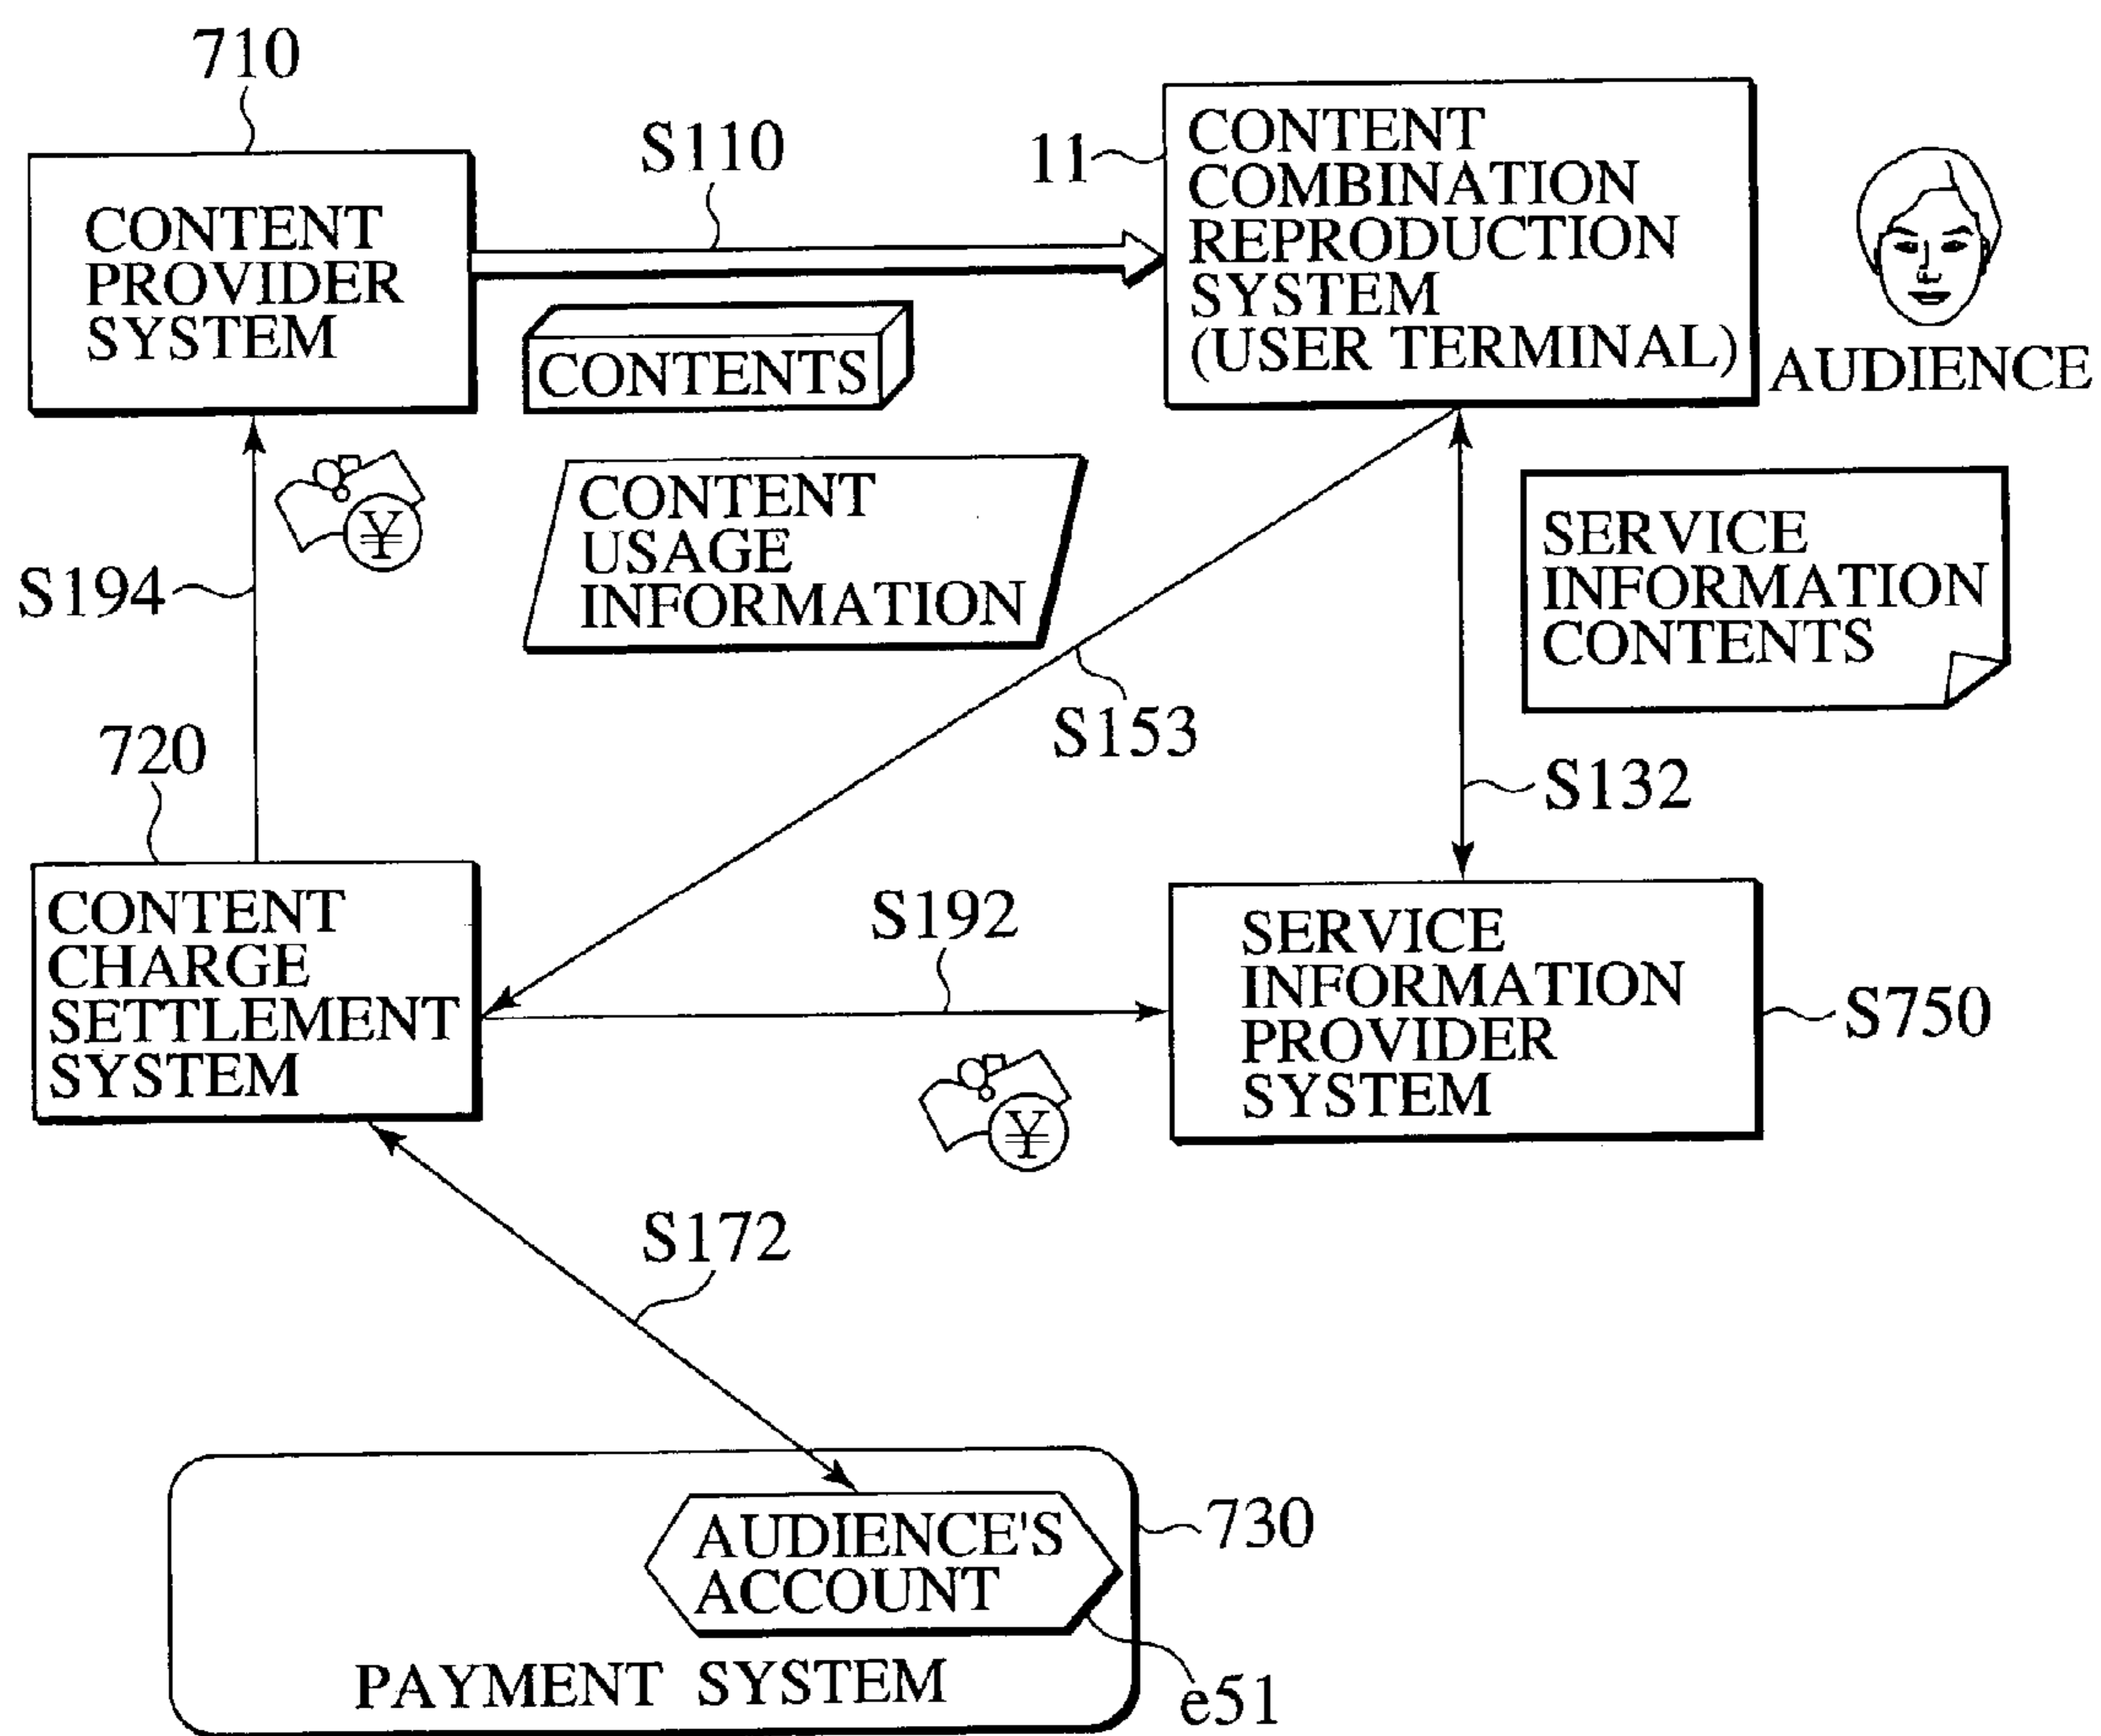 710
CONTENT
PROVIDER
SYSTEM
S110
CONTENTS
11
CONTENT
COMBINATION
REPRODUCTION
SYSTEM
(USER TERMINAL)
AUDIENCE
¥
S194
CONTENT
USAGE
INFORMATION
S153
SERVICE
INFORMATION
CONTENTS
S132
720
CONTENT
CHARGE
SETTLEMENT
SYSTEM
S192
¥
SERVICE
INFORMATION
PROVIDER
SYSTEM
S750
S172
AUDIENCE'S
ACCOUNT
730
PAYMENT SYSTEM
e51